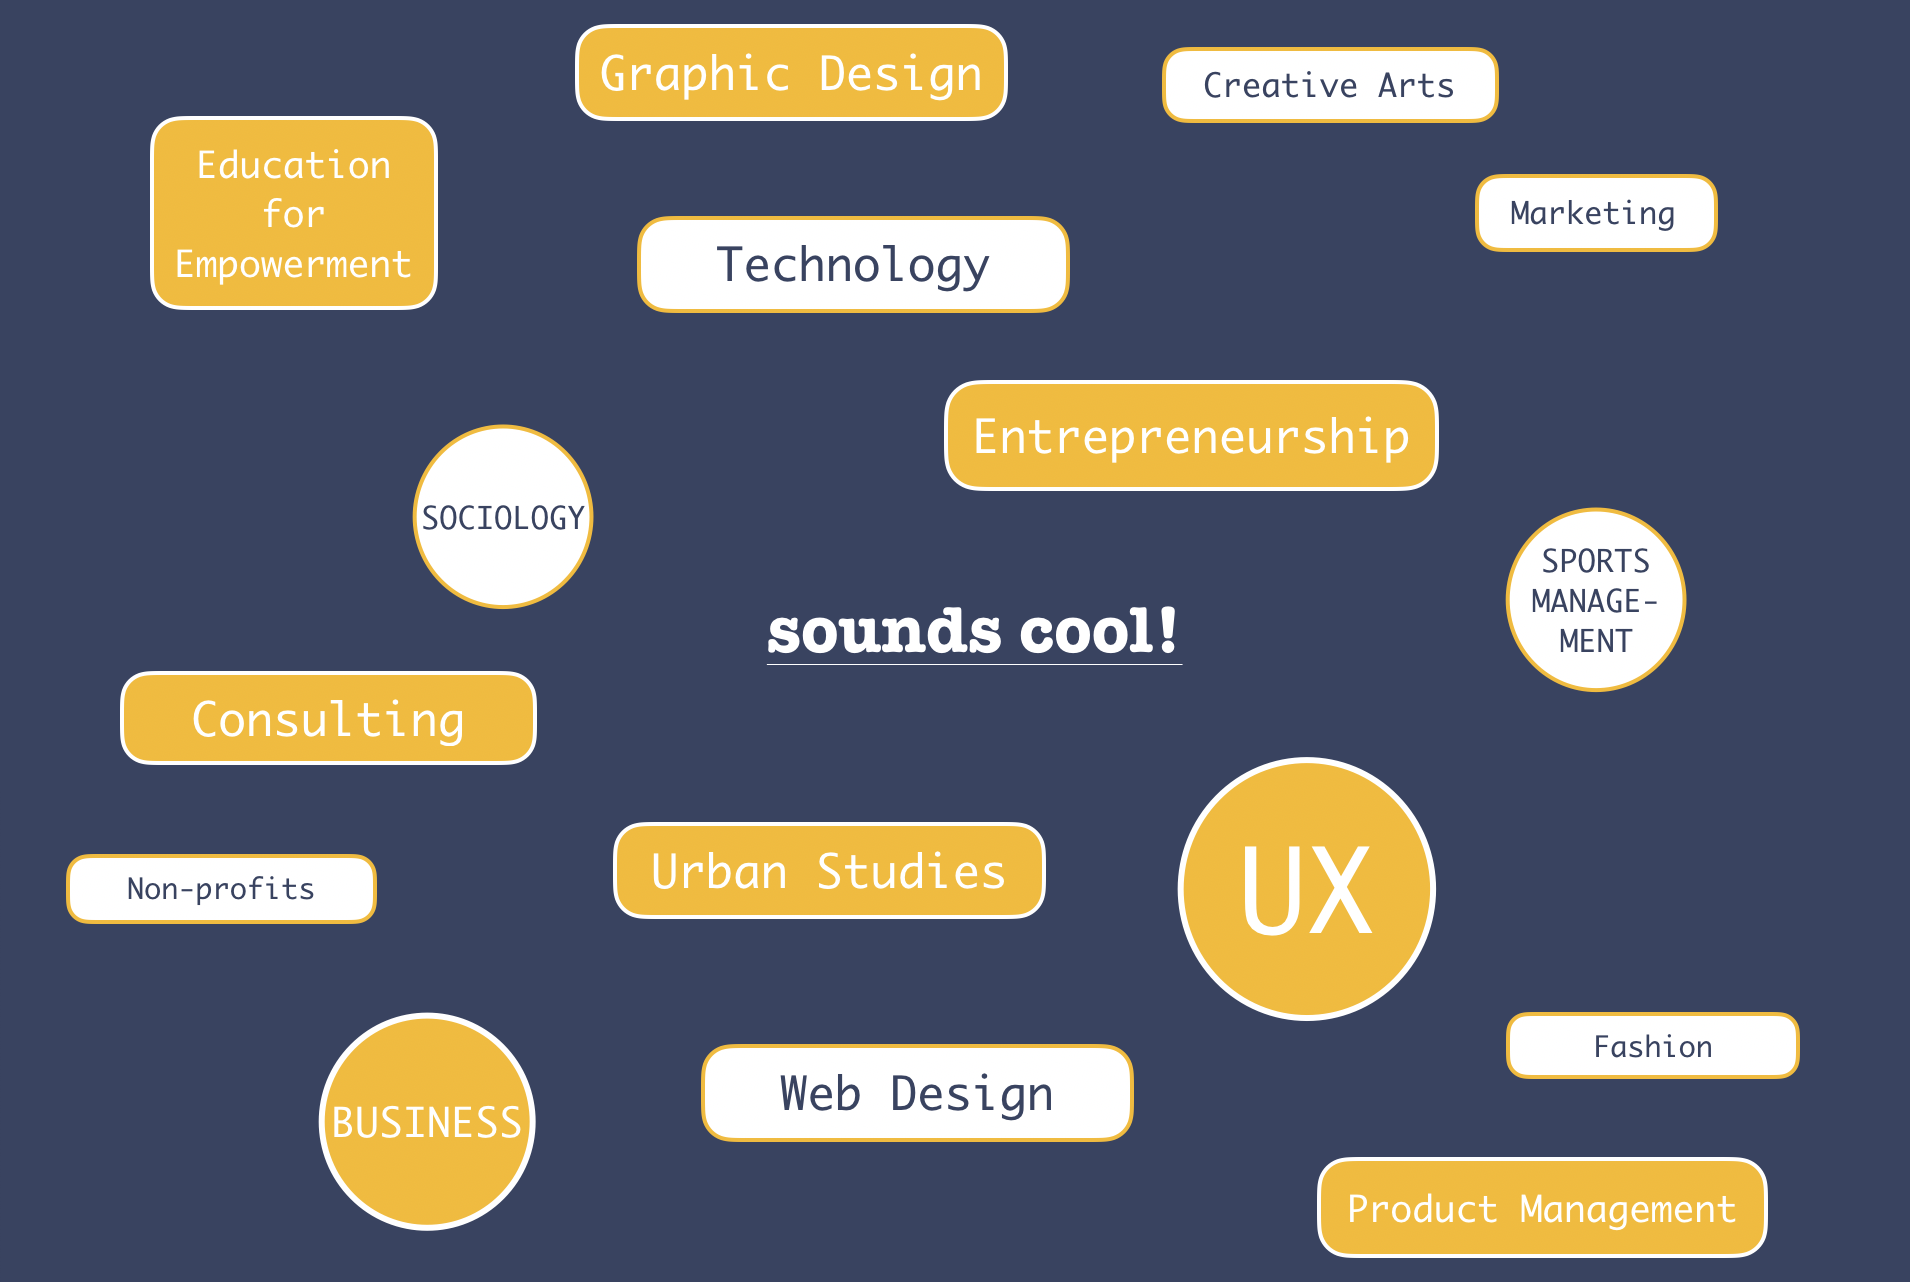 Graphic Design
Creative Arts
Education
for
Empowerment
Marketing
Technology
Entrepreneurship
SOCIOLOGY
SPORTS
MANAGE-
MENT
sounds cool!
Consulting
Urban Studies
UX
Non-profits
Fashion
Web Design
BUSINESS
Product Management